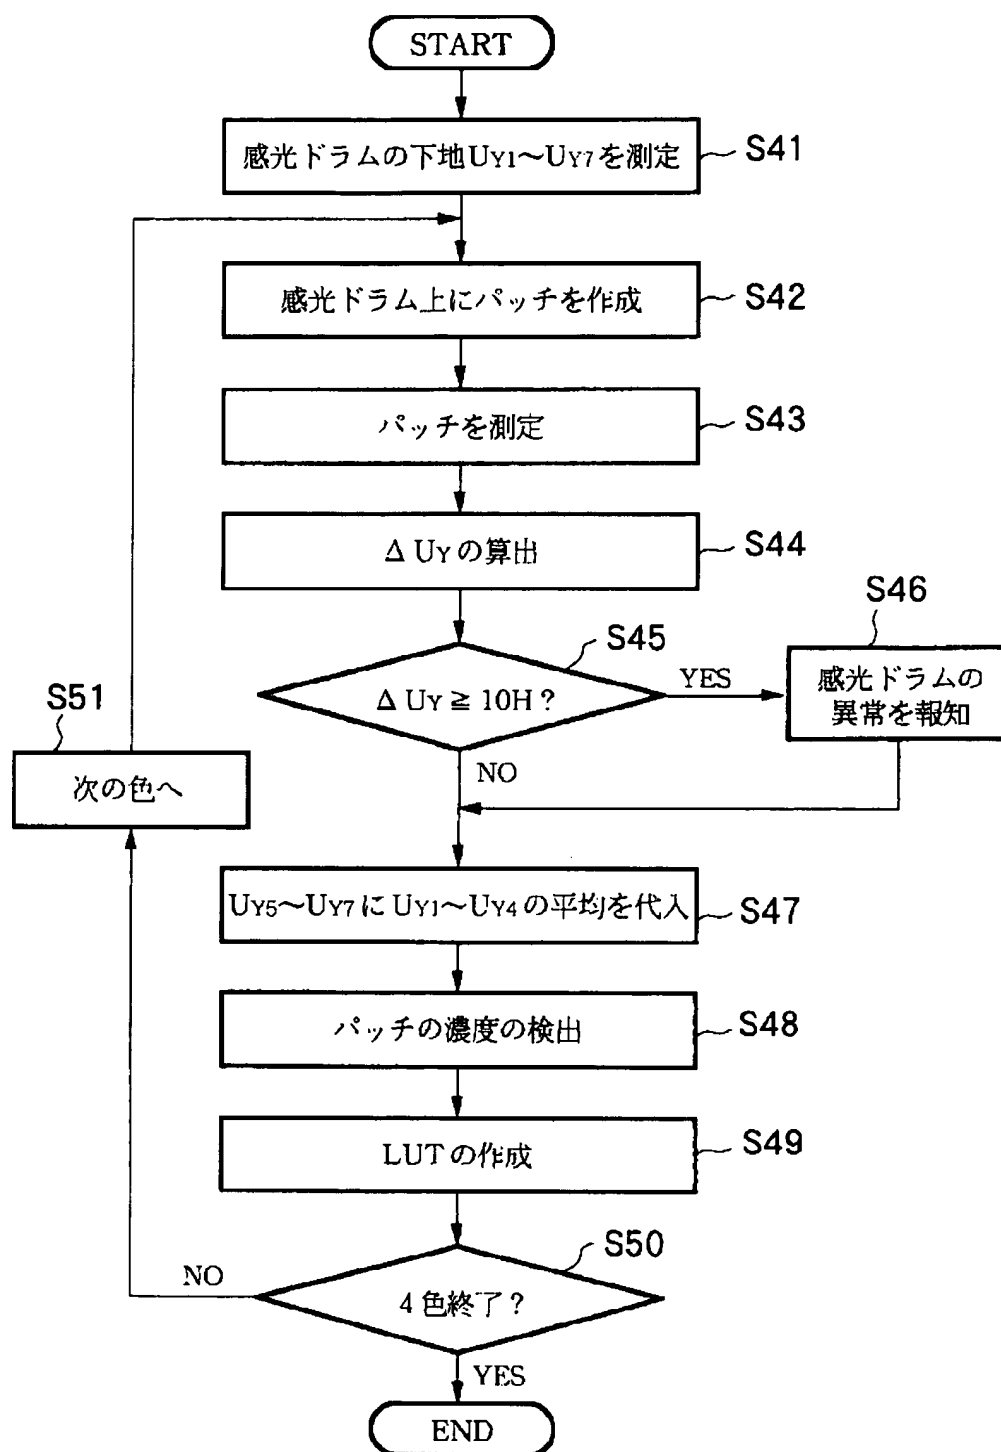 START
感光ドラムの下地UY1～UY7を測定
S41
感光ドラム上にパッチを作成
S42
パッチを測定
S43
Δ UYの算出
S44
S45
Δ UY ≧ 10H ?
YES
S46
感光ドラムの
異常を報知
NO
S51
次の色へ
UY5～UY7にUY1～UY4の平均を代入
S47
パッチの濃度の検出
S48
LUTの作成
S49
S50
4色終了?
NO
YES
END